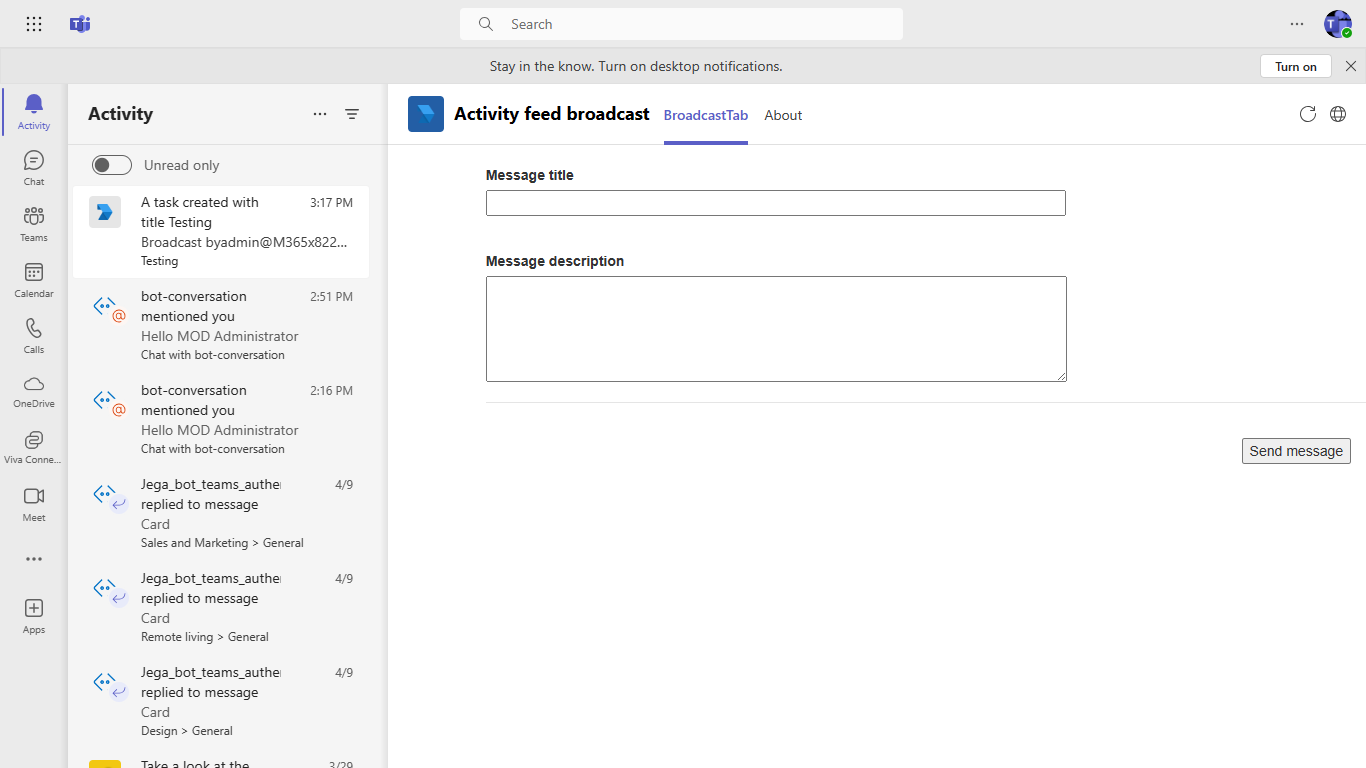 Search
Stay in the know. Turn on desktop notifications.
Turn on
Activity
Chat
Teams
Calendar
Calls
OneDrive
Viva Conne...
Meet
Apps
Activity
Unread only
A task created with 3:17 PM
title Testing
Broadcast byadmin@M365x822...
Testing
bot-conversation 2:51 PM
mentioned you
Hello MOD Administrator
Chat with bot-conversation
bot-conversation 2:16 PM
mentioned you
Hello MOD Administrator
Chat with bot-conversation
Jega_bot_teams_authe 4/9
replied to message
Card
Sales and Marketing > General
Jega_bot_teams_authe 4/9
replied to message
Card
Remote living > General
Jega_bot_teams_authe 4/9
replied to message
Card
Design > General
Take a look at the 3/29
Activity feed broadcast BroadcastTab About
Message title
Message description
Send message